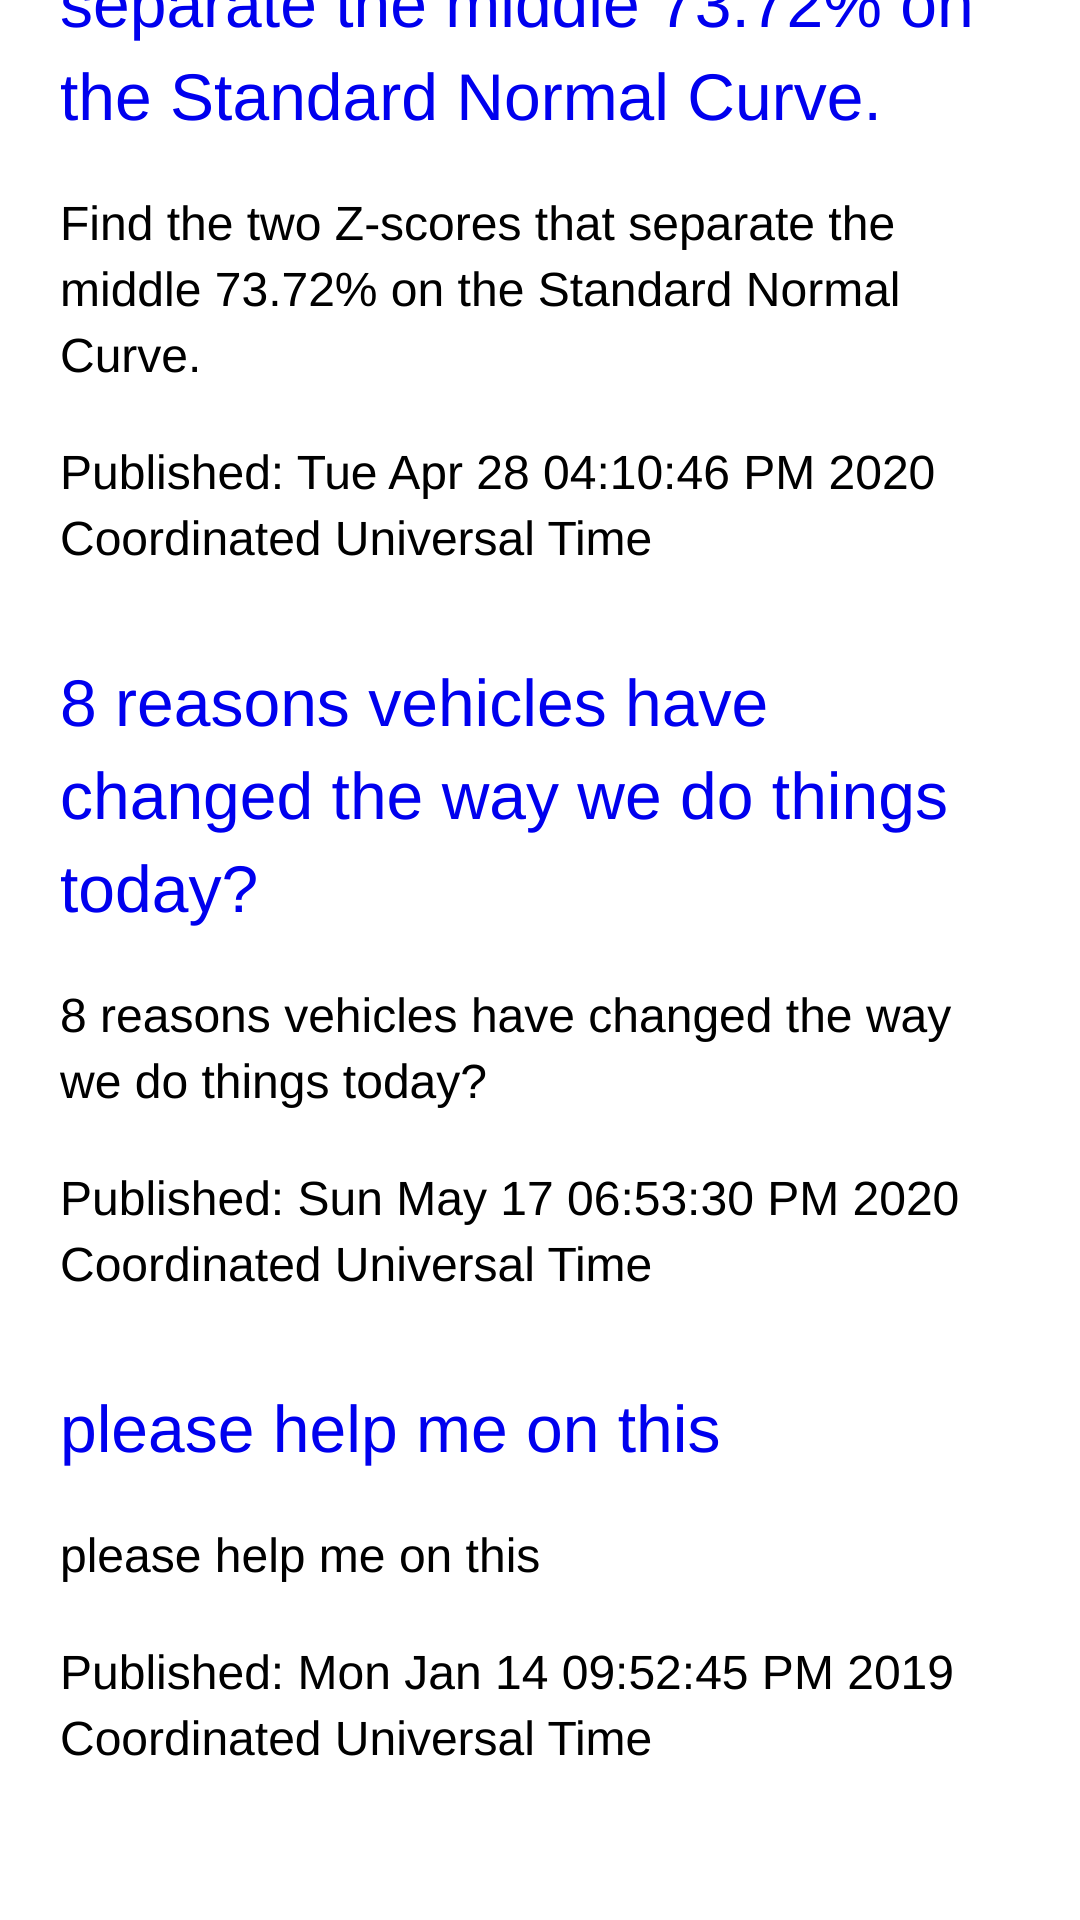 separate the middle 73.72% on
the Standard Normal Curve.
Find the two Z-scores that separate the
middle 73.72% on the Standard Normal
Curve.
Published: Tue Apr 28 04:10:46 PM 2020
Coordinated Universal Time
8 reasons vehicles have
changed the way we do things
today?
8 reasons vehicles have changed the way
we do things today?
Published: Sun May 17 06:53:30 PM 2020
Coordinated Universal Time
please help me on this
please help me on this
Published: Mon Jan 14 09:52:45 PM 2019
Coordinated Universal Time